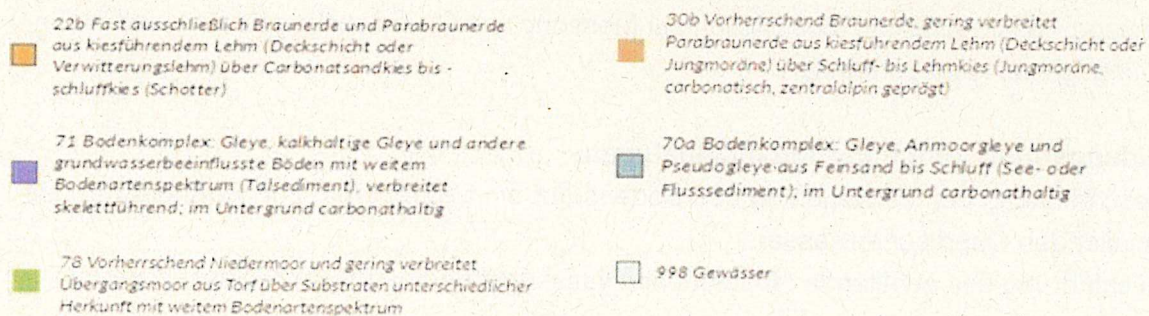 22b Fast ausschließlich Braunerde und Parabraunerde
aus kiesführendem Lehm (Deckschicht oder
Verwitterungslehm) über Carbonatsandkies bis -
schluffkies (Schotter)
30b Vorherrschend Braunerde, gering verbreitet
Parabraunerde aus kiesführendem Lehm (Deckschicht oder
Jungmoräne) über Schluff- bis Lehmkies (Jungmoräne,
carbonatisch, zentralalpin geprägt)
71 Bodenkomplex: Gleye, kalkhaltige Gleye und andere
grundwasserbeeinflusste Böden mit weitem
Bodenartenspektrum (Talsediment), verbreitet
skelettführend; im Untergrund carbonathaltig
70a Bodenkomplex: Gleye, Anmoorgleye und
Pseudogleye aus Feinsand bis Schluff (See- oder
Flusssediment); im Untergrund carbonathaltig
78 Vorherrschend Niedermoor und gering verbreitet
Übergangsmoor aus Torf über Substraten unterschiedlicher
Herkunft mit weitem Bodenartenspektrum
998 Gewässer